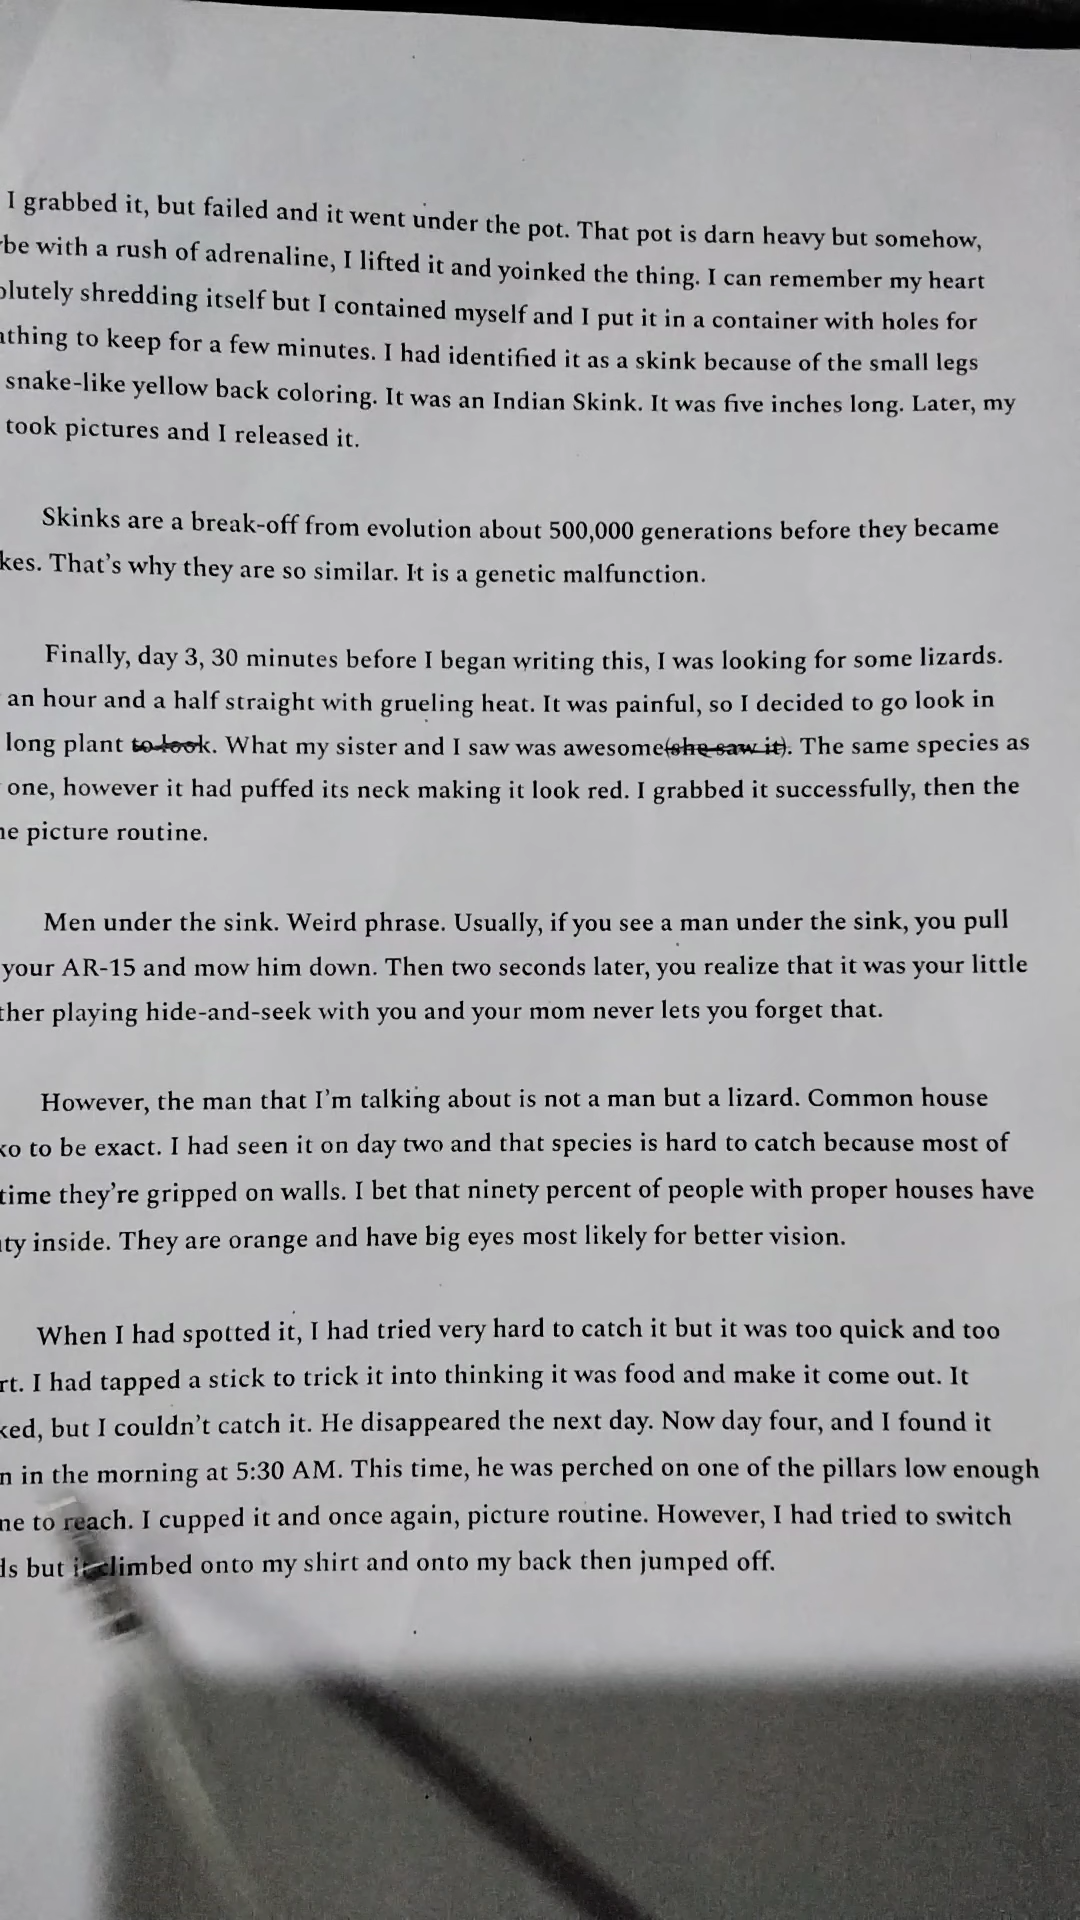 I grabbed it, but failed and it went under the pot. That pot is darn heavy but somehow,
with a rush of adrenaline, I lifted it and yoinked the thing. I can remember my heart
shredding itself but I contained myself and I put it in a container with holes for
to keep for a few minutes. I had identified it as a skink because of the small legs
snake-like yellow back coloring. It was an Indian Skink. It was five inches long. Later, my
took pictures and I released it.
Skinks are a break-off from evolution about 500,000 generations before they became
That's why they are so similar. It is a genetic malfunction.
Finally, day 3, 30 minutes before I began writing this, I was looking for some lizards.
an hour and a half straight with grueling heat. It was painful, so I decided to go look in
long plant to look. What my sister and I saw was awesome(she saw it). The same species as
one, however it had puffed its neck making it look red. I grabbed it successfully, then the
picture routine.
Men under the sink. Weird phrase. Usually, if you see a man under the sink, you pull
your AR-15 and mow him down. Then two seconds later, you realize that it was your little
playing hide-and-seek with you and your mom never lets you forget that.
However, the man that I'm talking about is not a man but a lizard. Common house
to be exact. I had seen it on day two and that species is hard to catch because most of
time they're gripped on walls. I bet that ninety percent of people with proper houses have
inside. They are orange and have big eyes most likely for better vision.
When I had spotted it, I had tried very hard to catch it but it was too quick and too
I had tapped a stick to trick it into thinking it was food and make it come out. It
but I couldn't catch it. He disappeared the next day. Now day four, and I found it
in the morning at 5:30 AM. This time, he was perched on one of the pillars low enough
to reach. I cupped it and once again, picture routine. However, I had tried to switch
but it climbed onto my shirt and onto my back then jumped off.